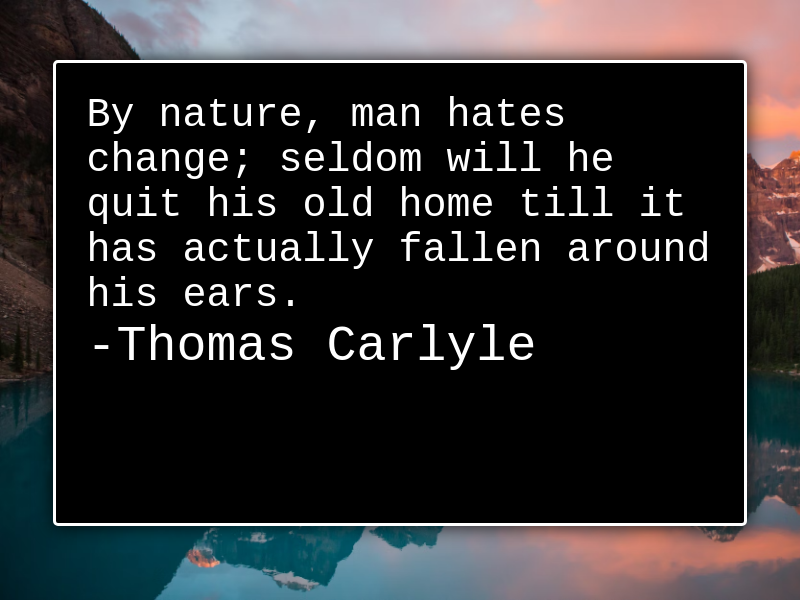 By nature, man hates
change; seldom will he
quit his old home till it
has actually fallen around
his ears.
-Thomas Carlyle